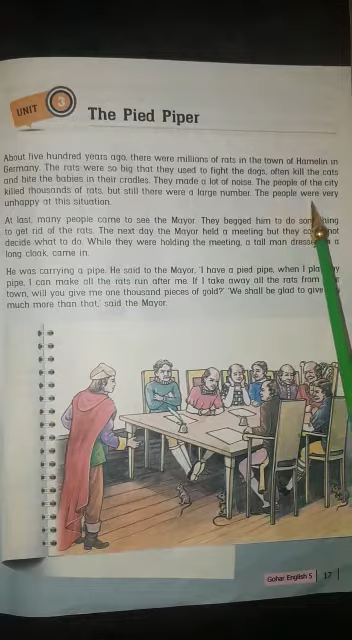 UNIT 3
The Pied Piper
About five hundred years ago, there were millions of rats in the town of Hamelin in
Germany. The rats were so big that they used to fight the dogs, often kill the cats
and bite the babies in their cradles. They made a lot of noise. The people of the city
killed thousands of rats, but still there were a large number. The people were very
unhappy at this situation.
At last, many people came to see the Mayor. They begged him to do
to get rid of the rats. The next day the Mayor held a meeting but they
decide what to do. While they were holding the meeting, a tall man a
long cloak, came in.
He was carrying a pipe. He said to the Mayor, 'I have a pied pipe, when I
pipe, I can make all the rats run after me. If I take away all the rats from
town, will you give me one thousand pieces of gold?' 'We shall be glad to give
much more than that,' said the Mayor.
Gohar English 5 17